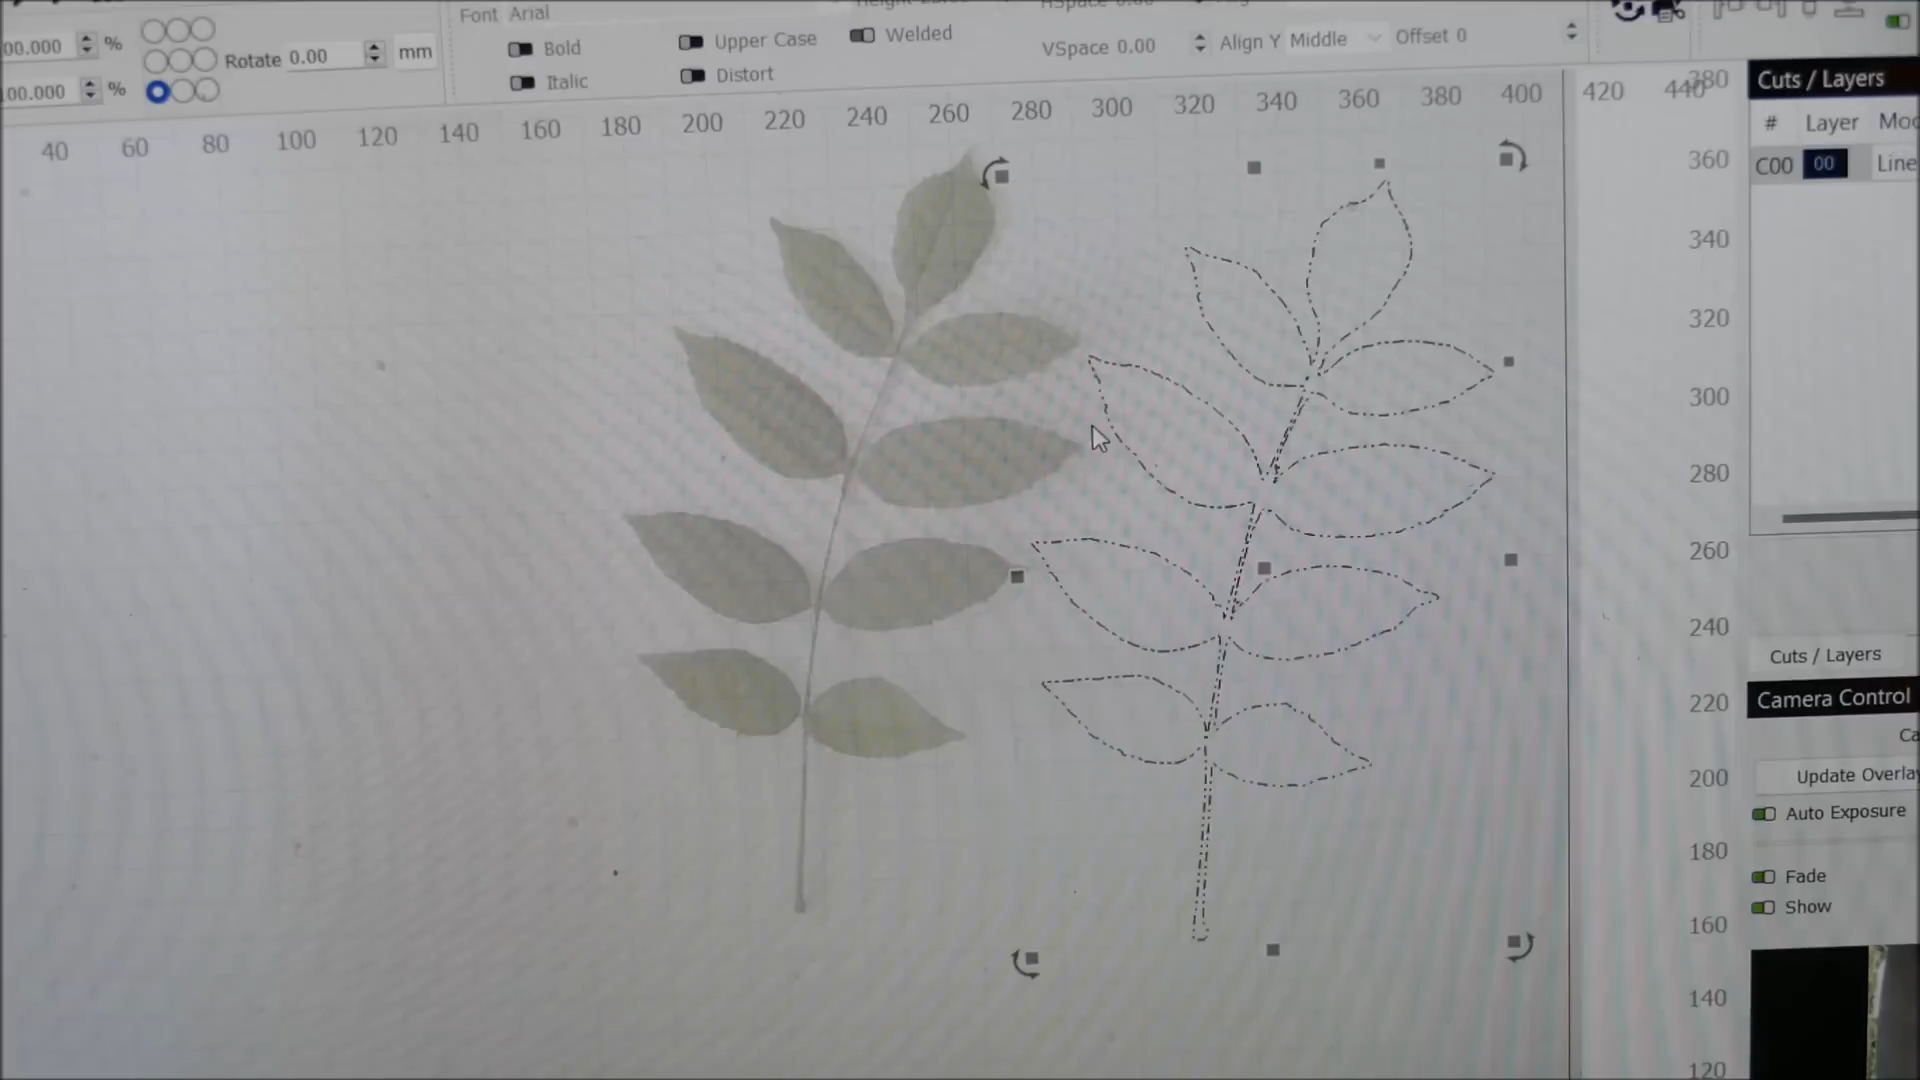 00.000 %
100.000 %
Rotate 0.00 mm
Font Arial
Bold
Italic
Upper Case
Distort
Welded
VSpace 0.00
Align Y Middle
Offset 0
40 60 80 100 120 140 160 180 200 220 240 260 280 300 320 340 360 380 400 420 440
380
360
340
320
300
280
260
240
220
200
180
160
140
120
Cuts / Layers
# Layer
C00 00 Line
Cuts / Layers
Camera Control
Update Overlay
Auto Exposure
Fade
Show